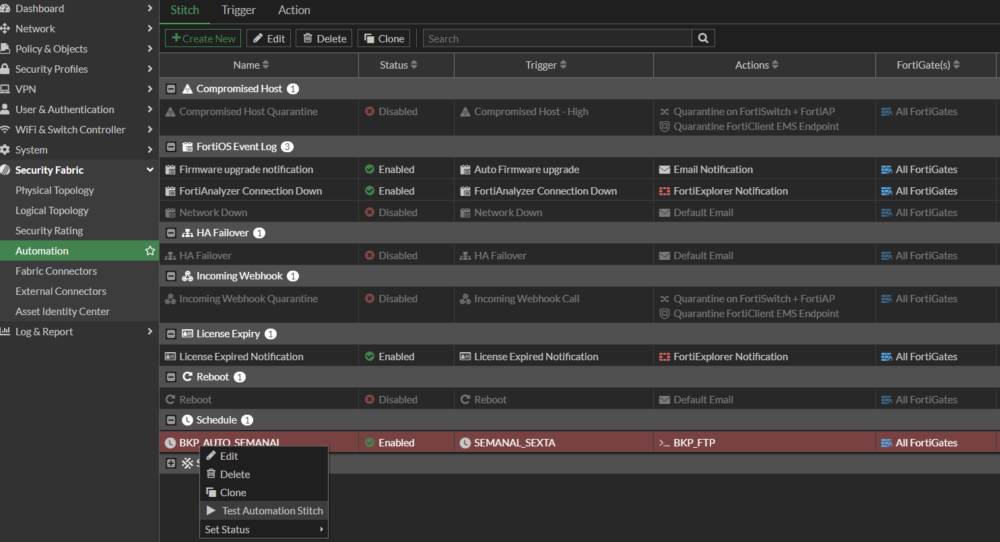 Dashboard
Network
Policy & Objects
Security Profiles
VPN
User & Authentication
WiFi & Switch Controller
System
Security Fabric
Physical Topology
Logical Topology
Security Rating
Automation
Fabric Connectors
External Connectors
Asset Identity Center
Log & Report
Stitch Trigger Action
Create New Edit Delete Clone Search
Name Status Trigger Actions FortiGate(s)
Compromised Host 1
Compromised Host Quarantine Disabled Compromised Host - High Quarantine on FortiSwitch + FortiAP All FortiGates
Quarantine FortiClient EMS Endpoint
FortiOS Event Log 3
Firmware upgrade notification Enabled Auto Firmware upgrade Email Notification All FortiGates
FortiAnalyzer Connection Down Enabled FortiAnalyzer Connection Down FortiExplorer Notification All FortiGates
Network Down Disabled Network Down Default Email All FortiGates
HA Failover 1
HA Failover Disabled HA Failover Default Email All FortiGates
Incoming Webhook 1
Incoming Webhook Quarantine Disabled Incoming Webhook Call Quarantine on FortiSwitch + FortiAP All FortiGates
Quarantine FortiClient EMS Endpoint
License Expiry 1
License Expired Notification Enabled License Expired Notification FortiExplorer Notification All FortiGates
Reboot 1
Reboot Disabled Reboot Default Email All FortiGates
Schedule 1
BKP_AUTO_SEMANAL Enabled SEMANAL_SEXTA >_ BKP_FTP All FortiGates
Edit
Delete
Clone
Test Automation Stitch
Set Status